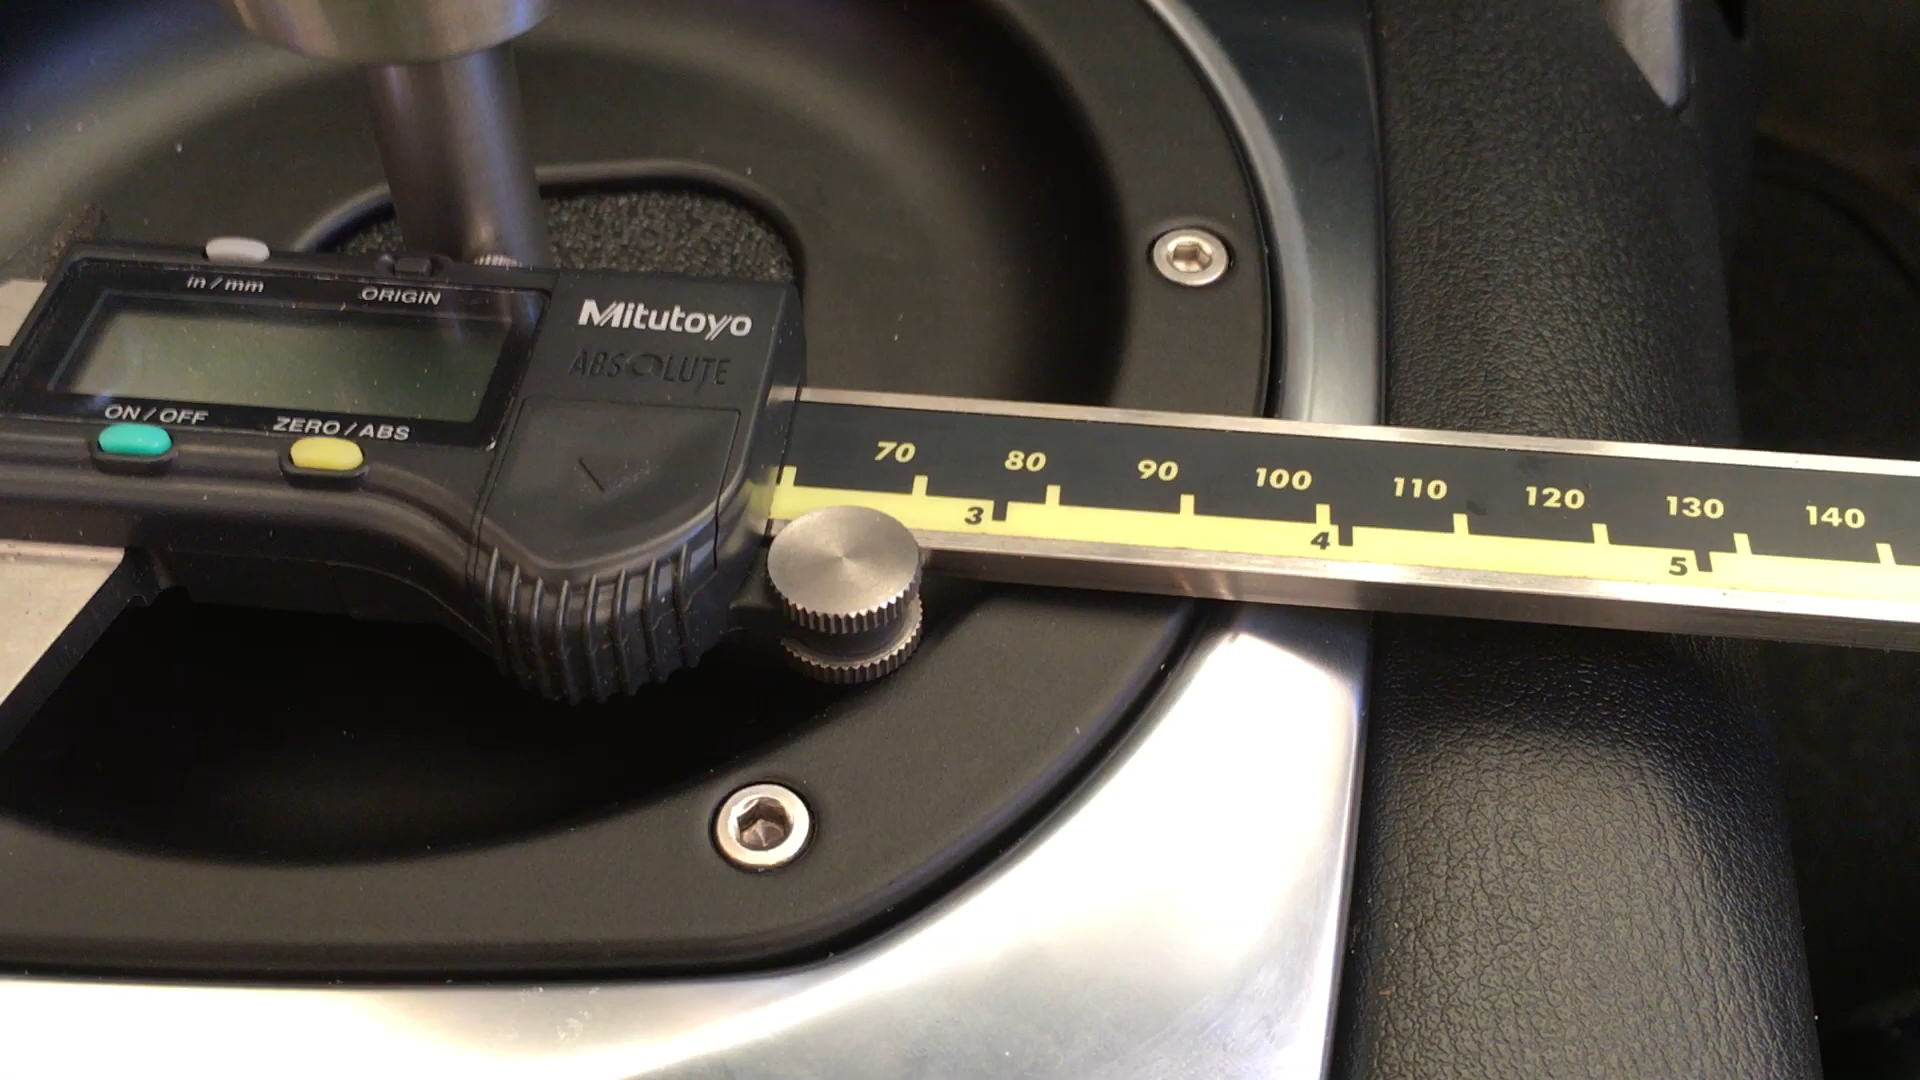 in/mm
ORIGIN
Mitutoyo
ABSOLUTE
ON/OFF
ZERO/ABS
70 80 90 100 110 120 130 140
3 4 5